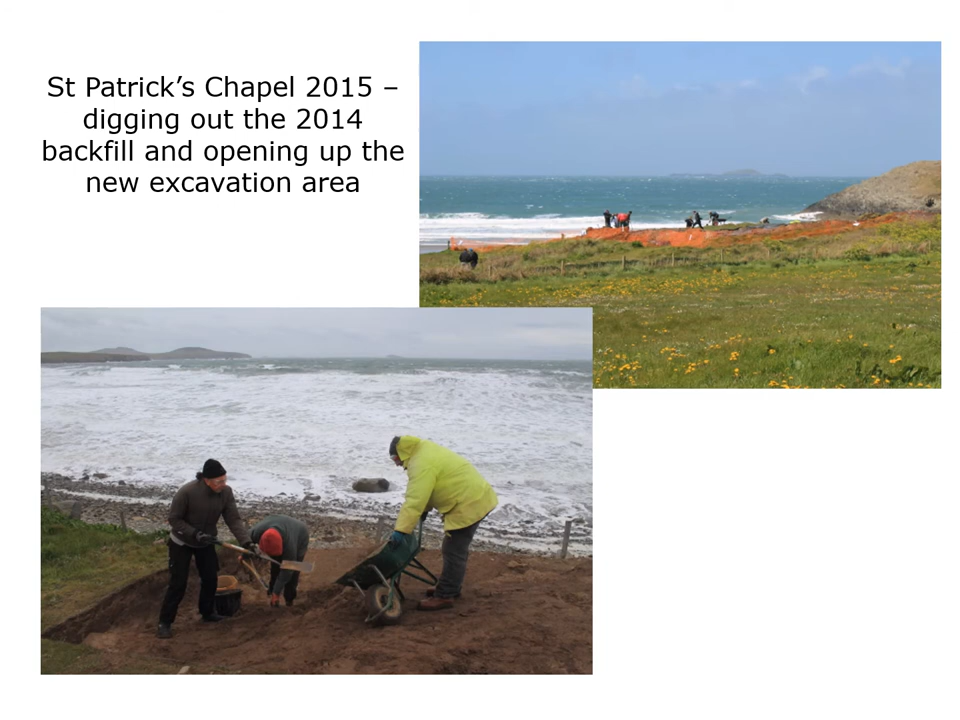 St Patrick’s Chapel 2015 –
digging out the 2014
backfill and opening up the
new excavation area